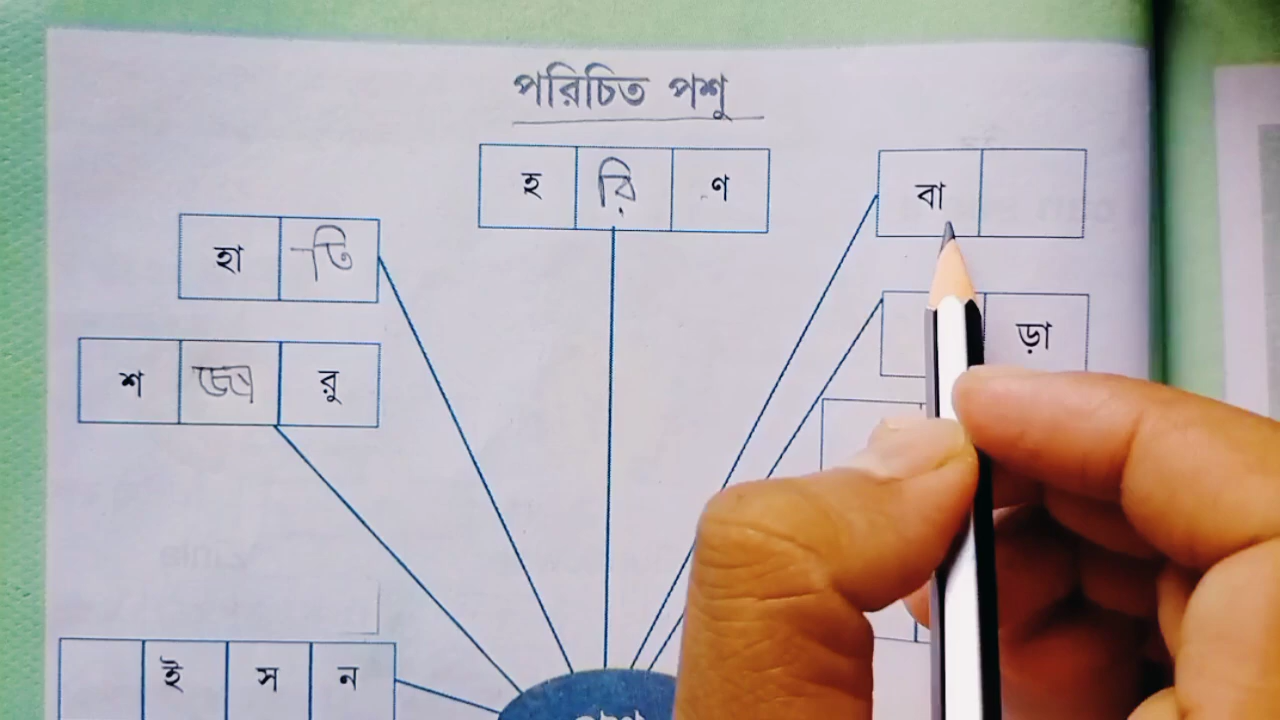 পরিচিত পশু
হ রি ণ
বা
হা তি
ড়া
শ জা রু
ই স ন